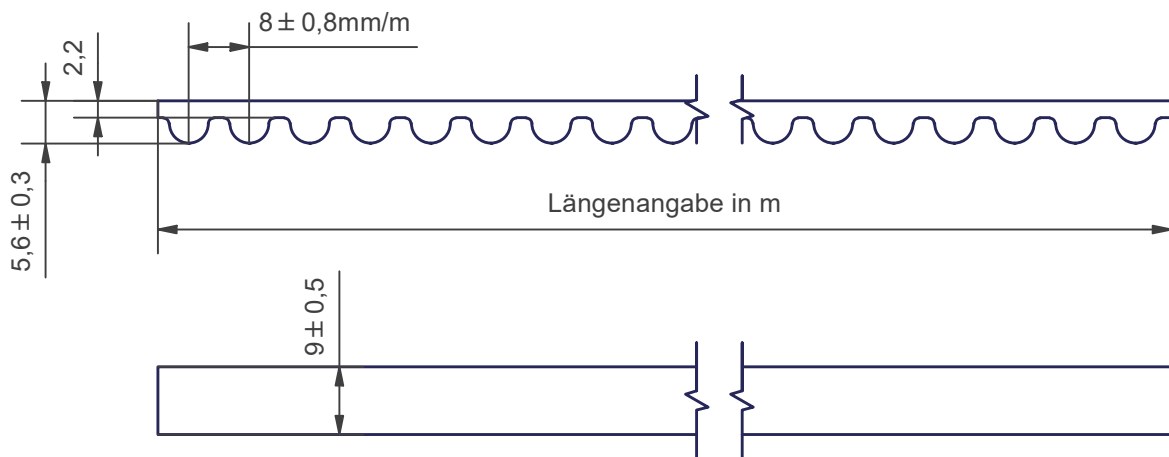 8 ± 0,8mm/m
2,2
5,6 ± 0,3
Längenangabe in m
9 ± 0,5